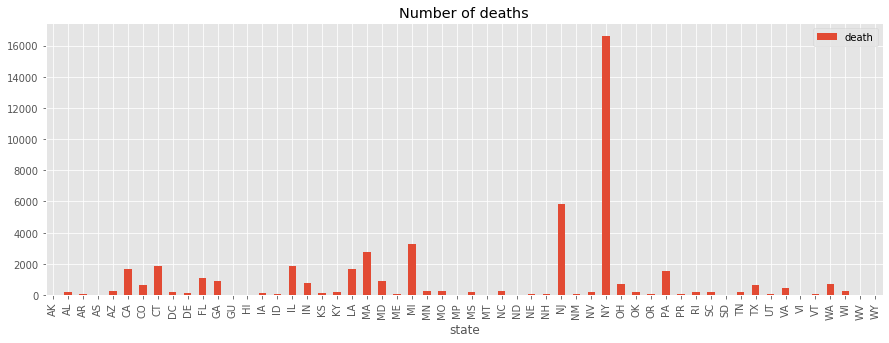 Number of deaths
death
16000
14000
12000
10000
8000
6000
4000
2000
0
AK AL AR AS AZ CA CO CT DC DE FL GA GU HI IA ID IL IN KS KY LA MA MD ME MI MN MO MP MS MT NC ND NE NH NJ NM NV NY OH OK OR PA PR RI SC SD TN TX UT VA VI VT WA WI WV WY
state